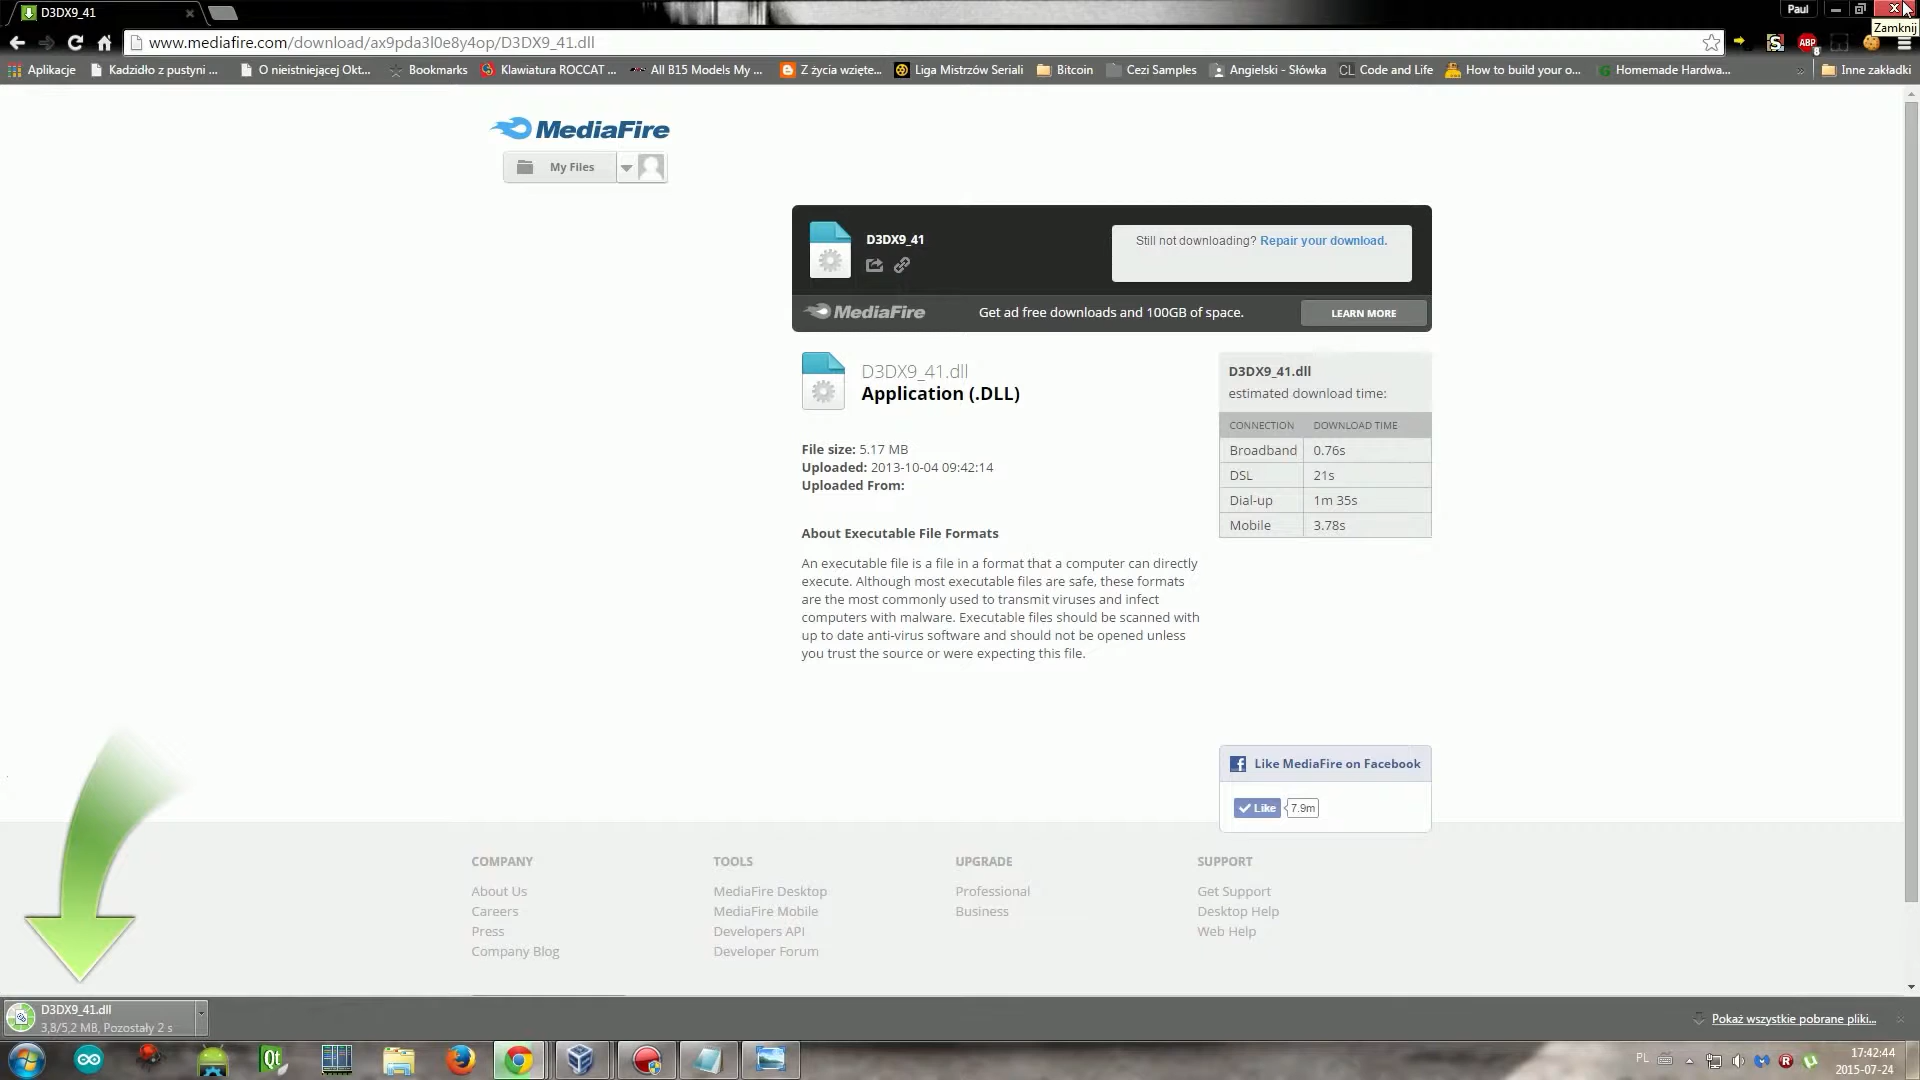 D3DX9_41
Paul
Zamknij
www.mediafire.com/download/ax9pda3l0e8y4op/D3DX9_41.dll
ABP
8
Aplikacje
Kadzidło z pustyni ...
O nieistniejącej Okt...
Bookmarks
Klawiatura ROCCAT ...
All B15 Models My ...
Z życia wzięte...
Liga Mistrzów Seriali
Bitcoin
Cezi Samples
Angielski - Słówka
CL Code and Life
How to build your o...
Homemade Hardwa...
»
Inne zakładki
MediaFire
My Files
D3DX9_41
Still not downloading? Repair your download.
MediaFire
Get ad free downloads and 100GB of space.
LEARN MORE
D3DX9_41.dll
Application (.DLL)
File size: 5.17 MB
Uploaded: 2013-10-04 09:42:14
Uploaded From:
About Executable File Formats
An executable file is a file in a format that a computer can directly
execute. Although most executable files are safe, these formats
are the most commonly used to transmit viruses and infect
computers with malware. Executable files should be scanned with
up to date anti-virus software and should not be opened unless
you trust the source or were expecting this file.
D3DX9_41.dll
estimated download time:
CONNECTION DOWNLOAD TIME
Broadband 0.76s
DSL 21s
Dial-up 1m 35s
Mobile 3.78s
Like MediaFire on Facebook
Like 7.9m
COMPANY
About Us
Careers
Press
Company Blog
TOOLS
MediaFire Desktop
MediaFire Mobile
Developers API
Developer Forum
UPGRADE
Professional
Business
SUPPORT
Get Support
Desktop Help
Web Help
D3DX9_41.dll
3,8/5,2 MB, Pozostały 2 s
Pokaż wszystkie pobrane pliki...
Qt
PL
17:42:44
2015-07-24